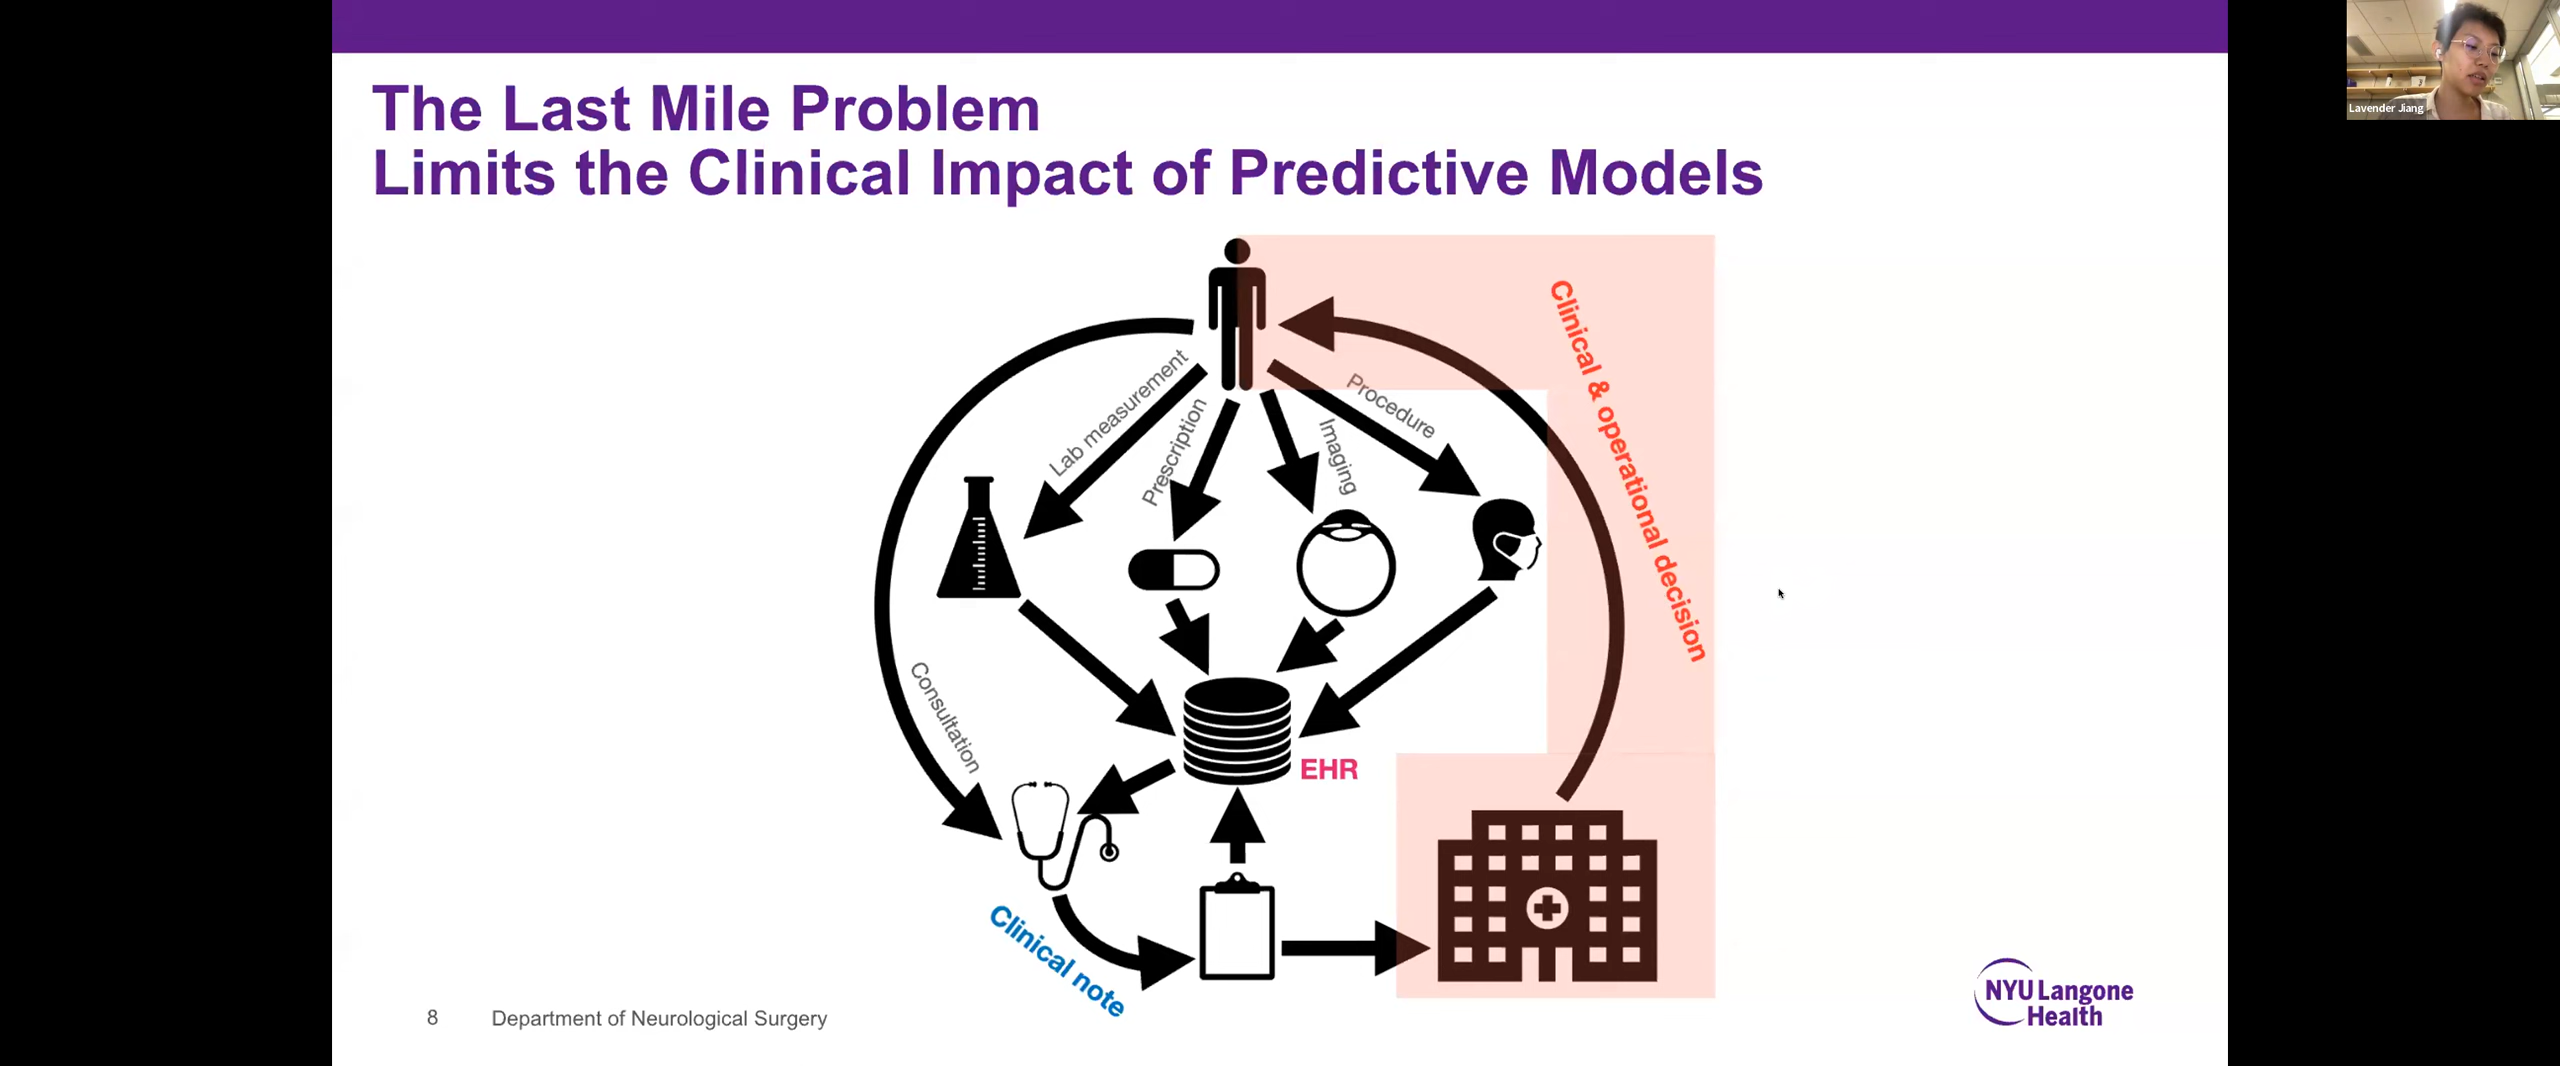 The Last Mile Problem
Limits the Clinical Impact of Predictive Models
Lavender Jiang
Clinical & operational decision
Lab measurement
Prescription
Imaging
Procedure
Consultation
EHR
Clinical note
8
Department of Neurological Surgery
NYU Langone
Health